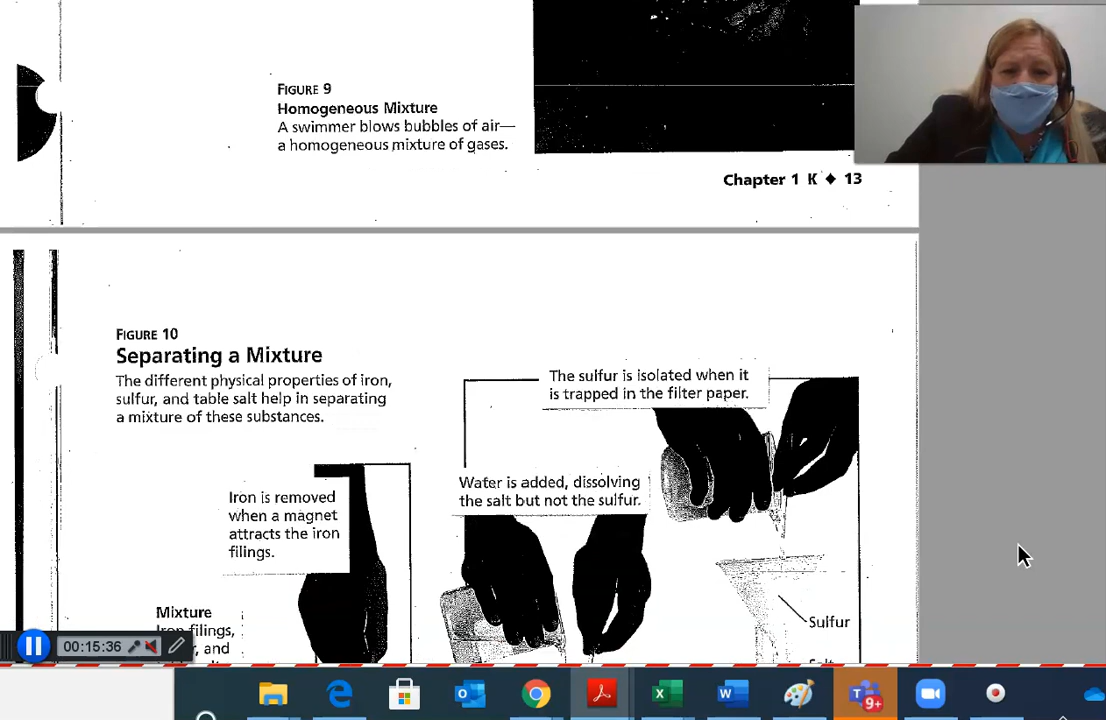 FIGURE 9
Homogeneous Mixture
A swimmer blows bubbles of air—
a homogeneous mixture of gases.
Chapter 1 K ◆ 13
FIGURE 10
Separating a Mixture
The different physical properties of iron,
sulfur, and table salt help in separating
a mixture of these substances.
The sulfur is isolated when it
is trapped in the filter paper.
Water is added, dissolving
the salt but not the sulfur.
Iron is removed
when a magnet
attracts the iron
filings.
Mixture
Iron filings,
and
Sulfur
00:15:36
9+